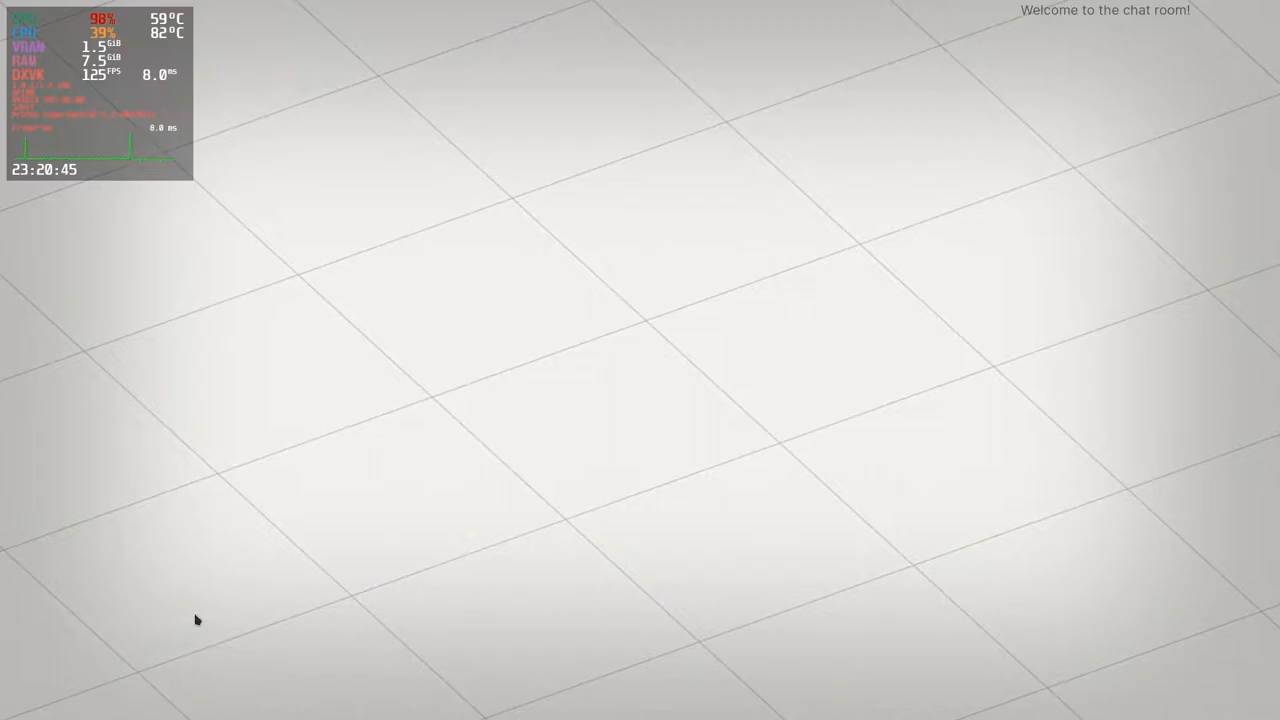 GPU 98% 59°C
CPU 39% 82°C
VRAM 1.5GiB
RAM 7.5GiB
DXVK 125FPS 8.0ms
8.0 ms
23:20:45
Welcome to the chat room!